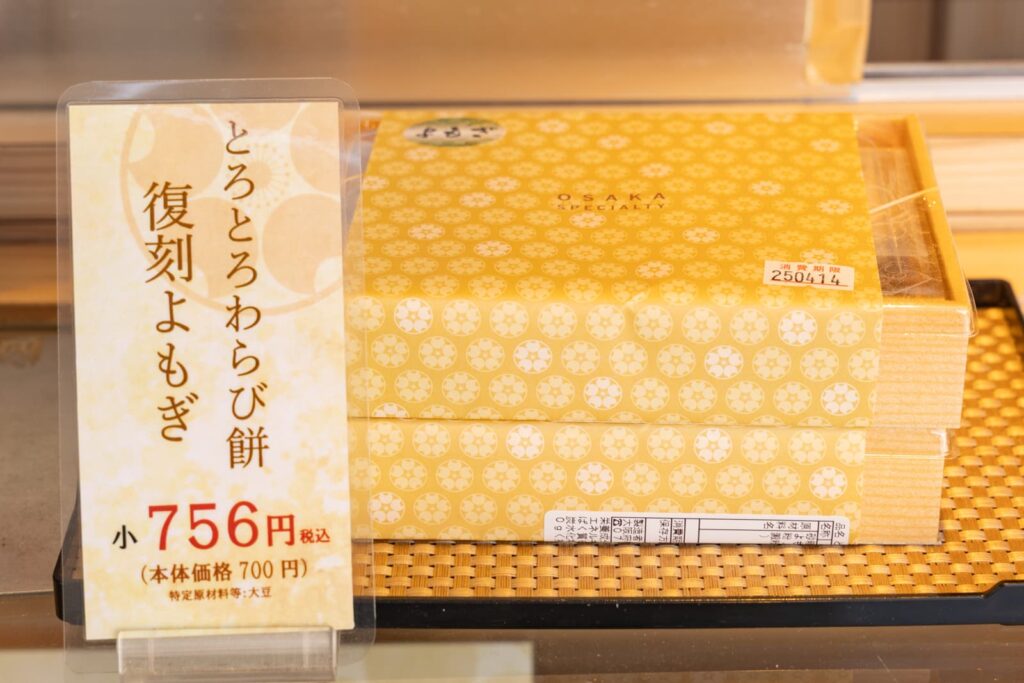 とろとろわらび餅
復刻よもぎ
小 756円 税込
(本体価格 700 円)
特定原材料等:大豆
OSAKA
SPECIALTY
消費期限
250414